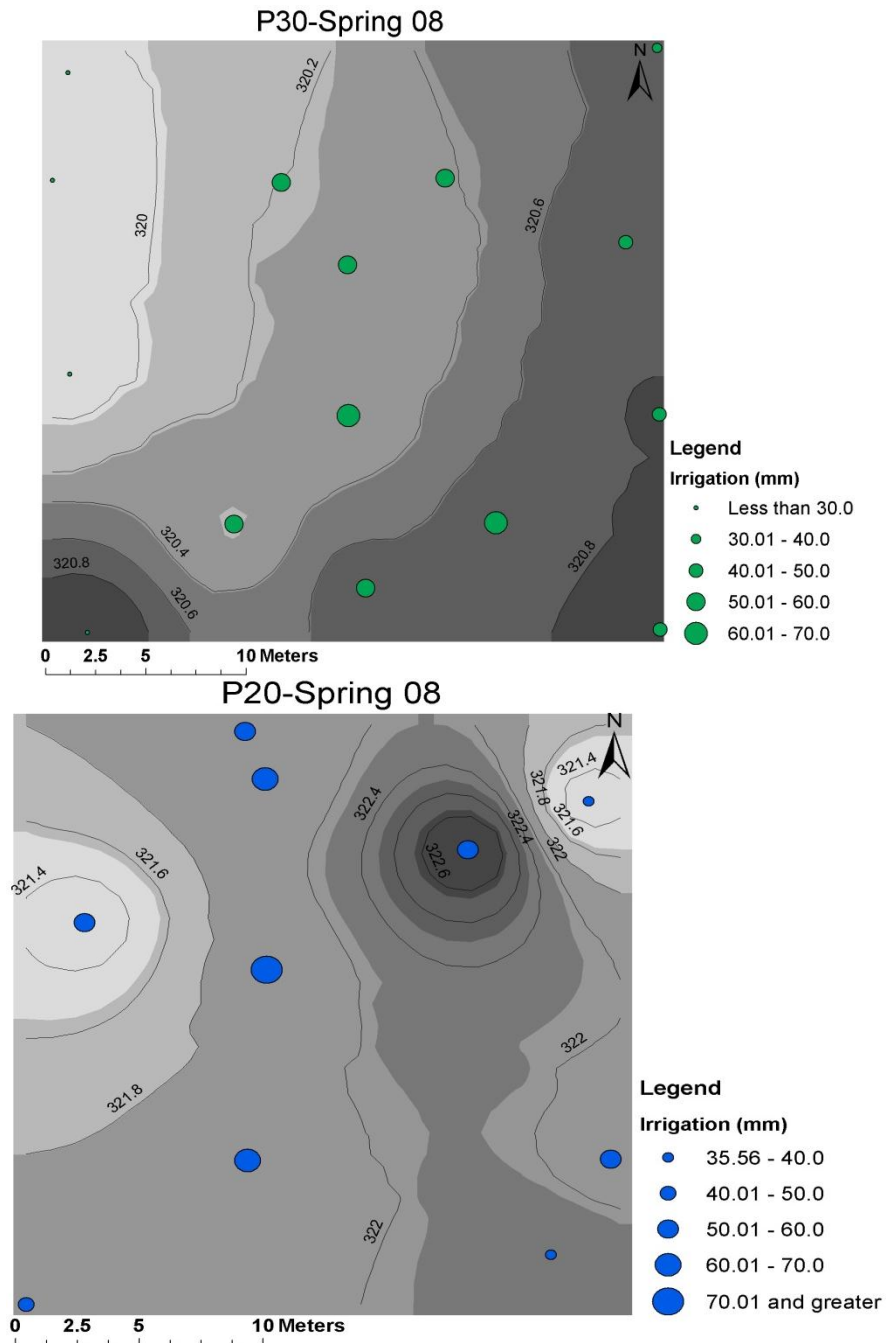 P30-Spring 08
N
320.2
320
320.6
320.4
320.8
320.6
320.8
Legend
Irrigation (mm)
Less than 30.0
30.01 - 40.0
40.01 - 50.0
50.01 - 60.0
60.01 - 70.0
0 2.5 5 10 Meters
P20-Spring 08
N
321.4
321.8
321.6
322.4
322.4
322
322.6
321.6
321.4
322
321.8
322
Legend
Irrigation (mm)
35.56 - 40.0
40.01 - 50.0
50.01 - 60.0
60.01 - 70.0
70.01 and greater
0 2.5 5 10 Meters